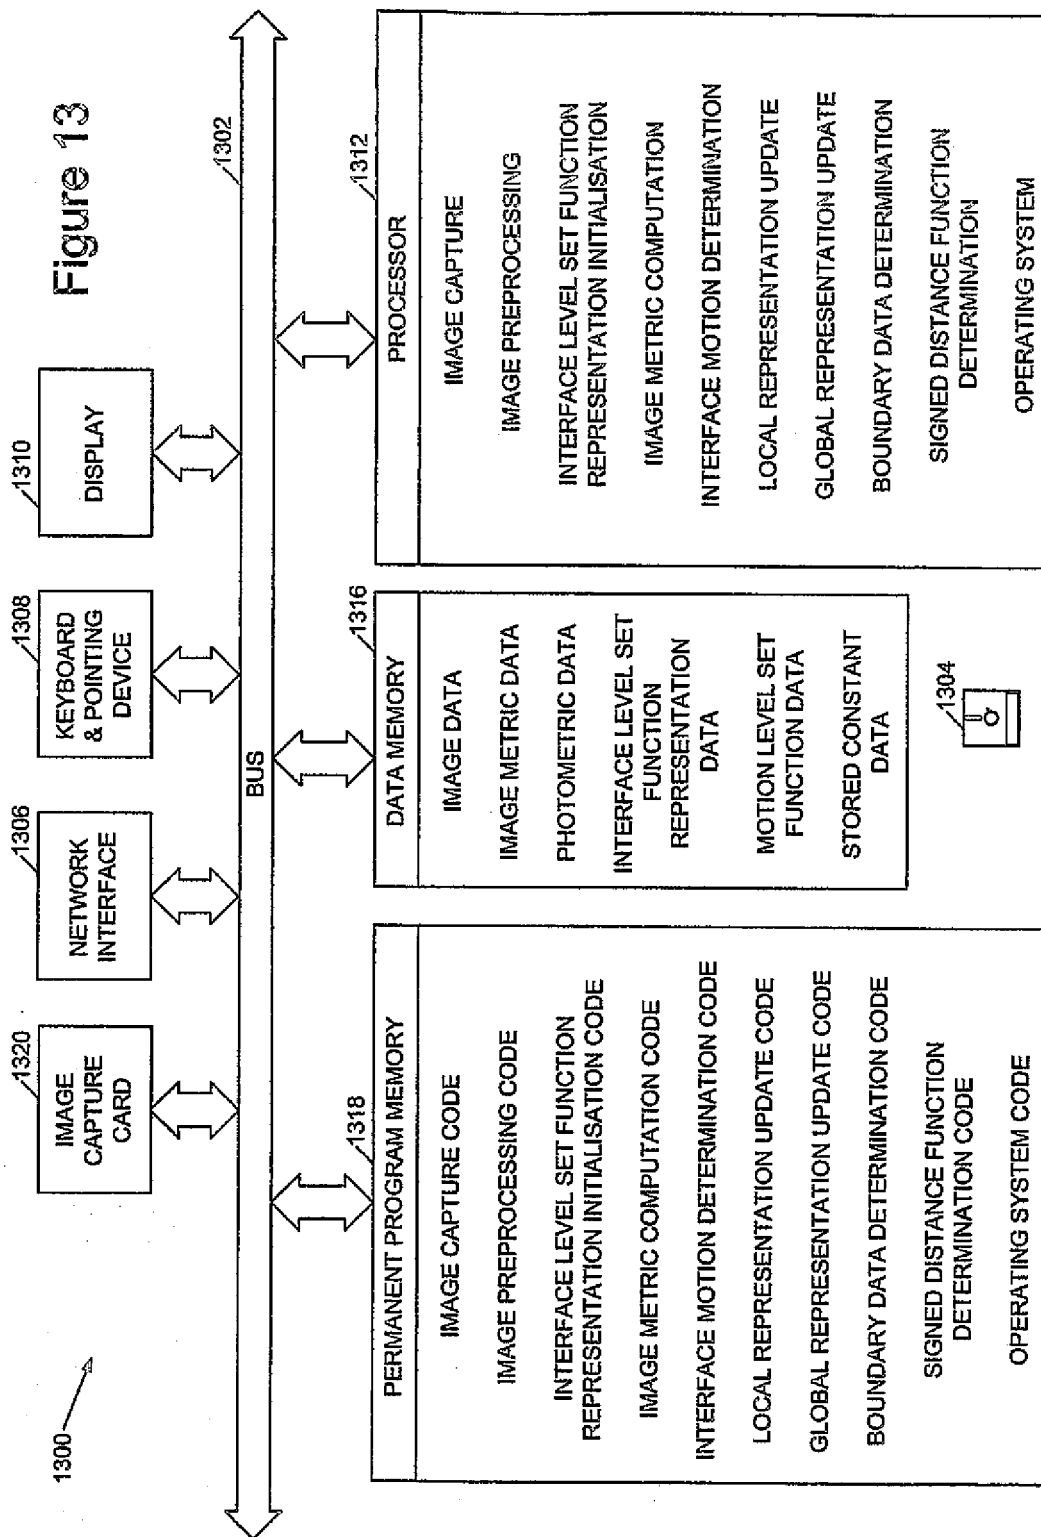 Figure 13
1300
1320
IMAGE
CAPTURE
CARD
1306
NETWORK
INTERFACE
1308
KEYBOARD
& POINTING
DEVICE
1310
DISPLAY
BUS
1302
1318
PERMANENT PROGRAM MEMORY
IMAGE CAPTURE CODE
IMAGE PREPROCESSING CODE
INTERFACE LEVEL SET FUNCTION
REPRESENTATION INITIALISATION CODE
IMAGE METRIC COMPUTATION CODE
INTERFACE MOTION DETERMINATION CODE
LOCAL REPRESENTATION UPDATE CODE
GLOBAL REPRESENTATION UPDATE CODE
BOUNDARY DATA DETERMINATION CODE
SIGNED DISTANCE FUNCTION
DETERMINATION CODE
OPERATING SYSTEM CODE
1316
DATA MEMORY
IMAGE DATA
IMAGE METRIC DATA
PHOTOMETRIC DATA
INTERFACE LEVEL SET
FUNCTION
REPRESENTATION
DATA
MOTION LEVEL SET
FUNCTION DATA
STORED CONSTANT
DATA
1304
1312
PROCESSOR
IMAGE CAPTURE
IMAGE PREPROCESSING
INTERFACE LEVEL SET FUNCTION
REPRESENTATION INITIALISATION
IMAGE METRIC COMPUTATION
INTERFACE MOTION DETERMINATION
LOCAL REPRESENTATION UPDATE
GLOBAL REPRESENTATION UPDATE
BOUNDARY DATA DETERMINATION
SIGNED DISTANCE FUNCTION
DETERMINATION
OPERATING SYSTEM